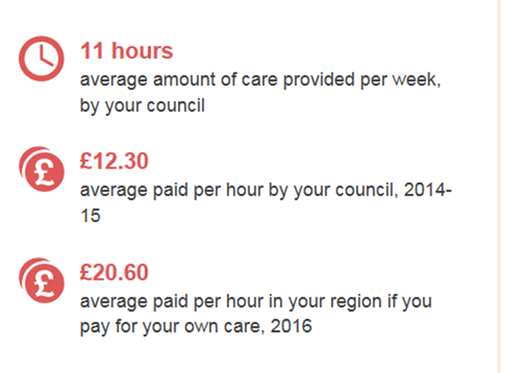 11 hours
average amount of care provided per week,
by your council
£
£12.30
average paid per hour by your council, 2014-
15
£
£20.60
average paid per hour in your region if you
pay for your own care, 2016